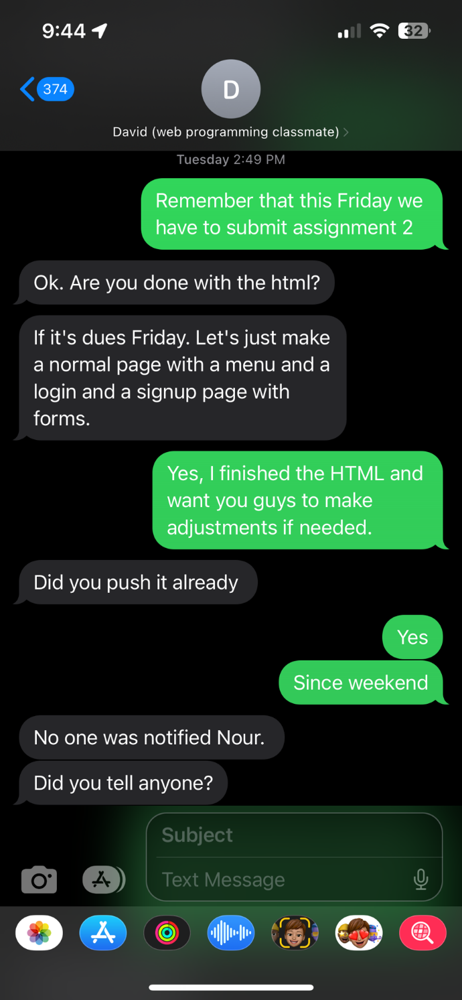 9:44
32
374
D
David (web programming classmate)
Tuesday 2:49 PM
Remember that this Friday we
have to submit assignment 2
Ok. Are you done with the html?
If it's dues Friday. Let's just make
a normal page with a menu and a
login and a signup page with
forms.
Yes, I finished the HTML and
want you guys to make
adjustments if needed.
Did you push it already
Yes
Since weekend
No one was notified Nour.
Did you tell anyone?
Subject
Text Message